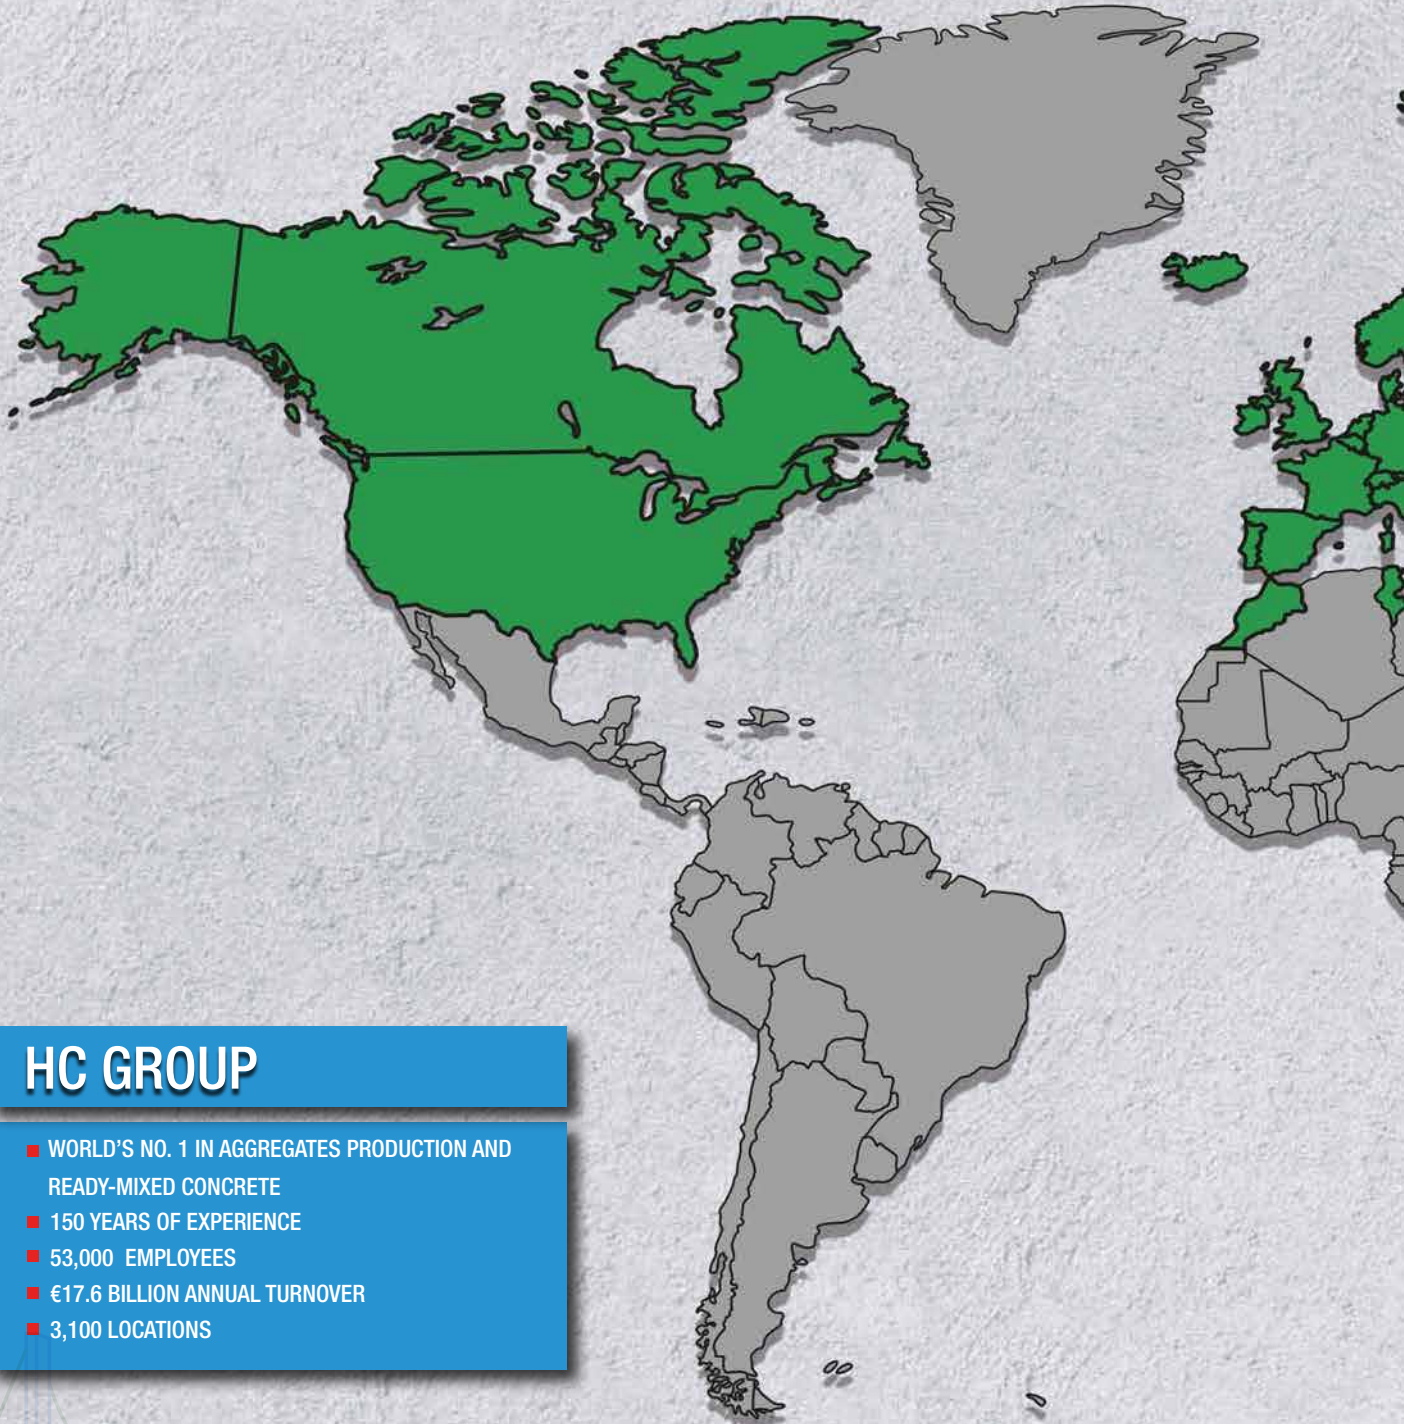 HC GROUP
WORLD'S NO. 1 IN AGGREGATES PRODUCTION AND
READY-MIXED CONCRETE
150 YEARS OF EXPERIENCE
53,000 EMPLOYEES
€17.6 BILLION ANNUAL TURNOVER
3,100 LOCATIONS